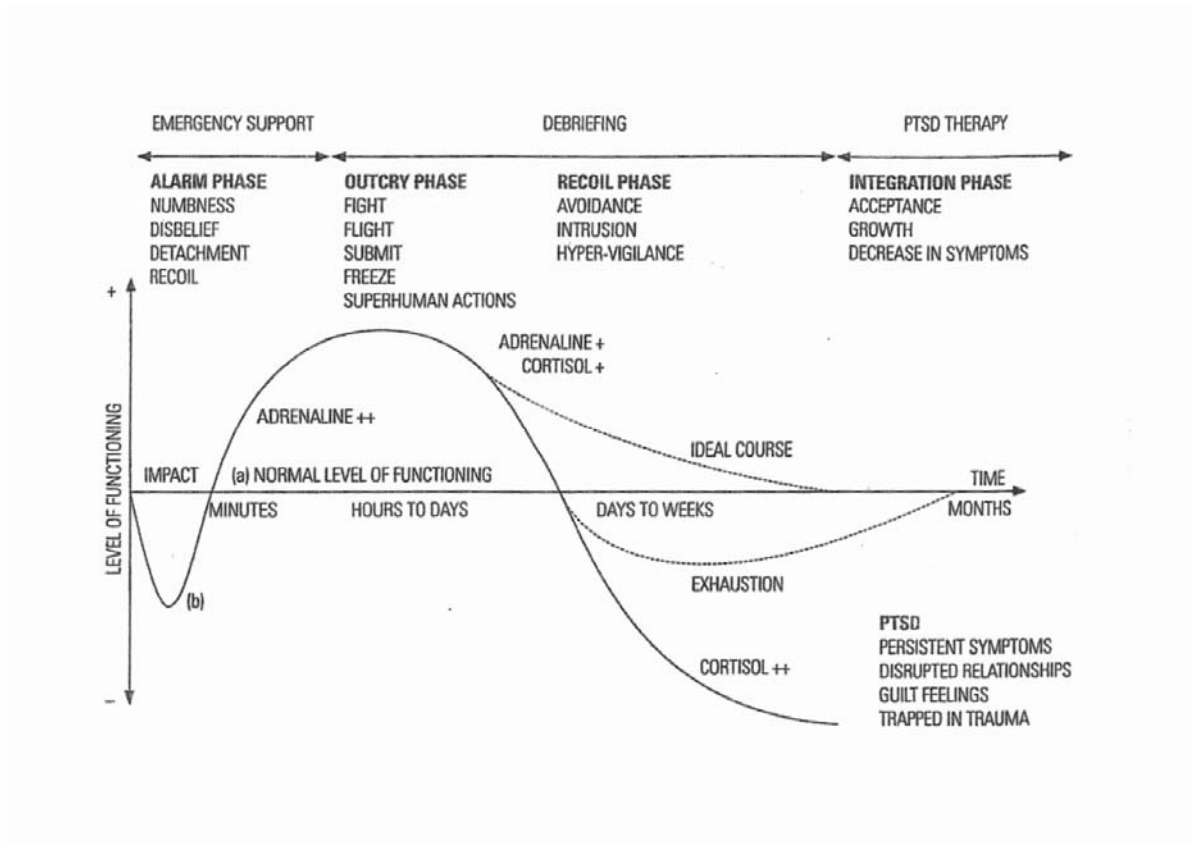 EMERGENCY SUPPORT
DEBRIEFING
PTSD THERAPY
ALARM PHASE
NUMBNESS
DISBELIEF
DETACHMENT
RECOIL
OUTCRY PHASE
FIGHT
FLIGHT
SUBMIT
FREEZE
SUPERHUMAN ACTIONS
RECOIL PHASE
AVOIDANCE
INTRUSION
HYPER-VIGILANCE
INTEGRATION PHASE
ACCEPTANCE
GROWTH
DECREASE IN SYMPTOMS
+
LEVEL OF FUNCTIONING
–
ADRENALINE +
CORTISOL +
ADRENALINE ++
IDEAL COURSE
IMPACT
(a) NORMAL LEVEL OF FUNCTIONING
TIME
MINUTES
HOURS TO DAYS
DAYS TO WEEKS
MONTHS
(b)
EXHAUSTION
CORTISOL ++
PTSD
PERSISTENT SYMPTOMS
DISRUPTED RELATIONSHIPS
GUILT FEELINGS
TRAPPED IN TRAUMA